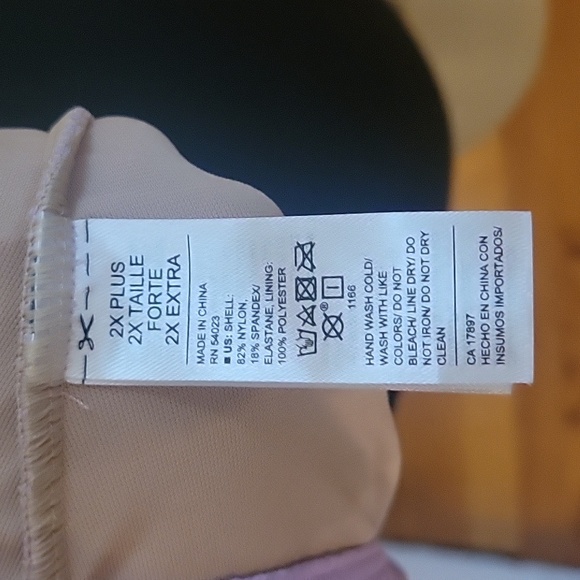 2X PLUS
2X TAILLE
FORTE
2X EXTRA
MADE IN CHINA
RN 54023
■ US: SHELL:
82% NYLON,
18% SPANDEX/
ELASTANE, LINING:
100% POLYESTER
®
1166
HAND WASH COLD/
WASH WITH LIKE
COLORS/ DO NOT
BLEACH/ LINE DRY/ DO
NOT IRON/ DO NOT DRY
CLEAN
CA 17897
HECHO EN CHINA CON
INSUMOS IMPORTADOS/